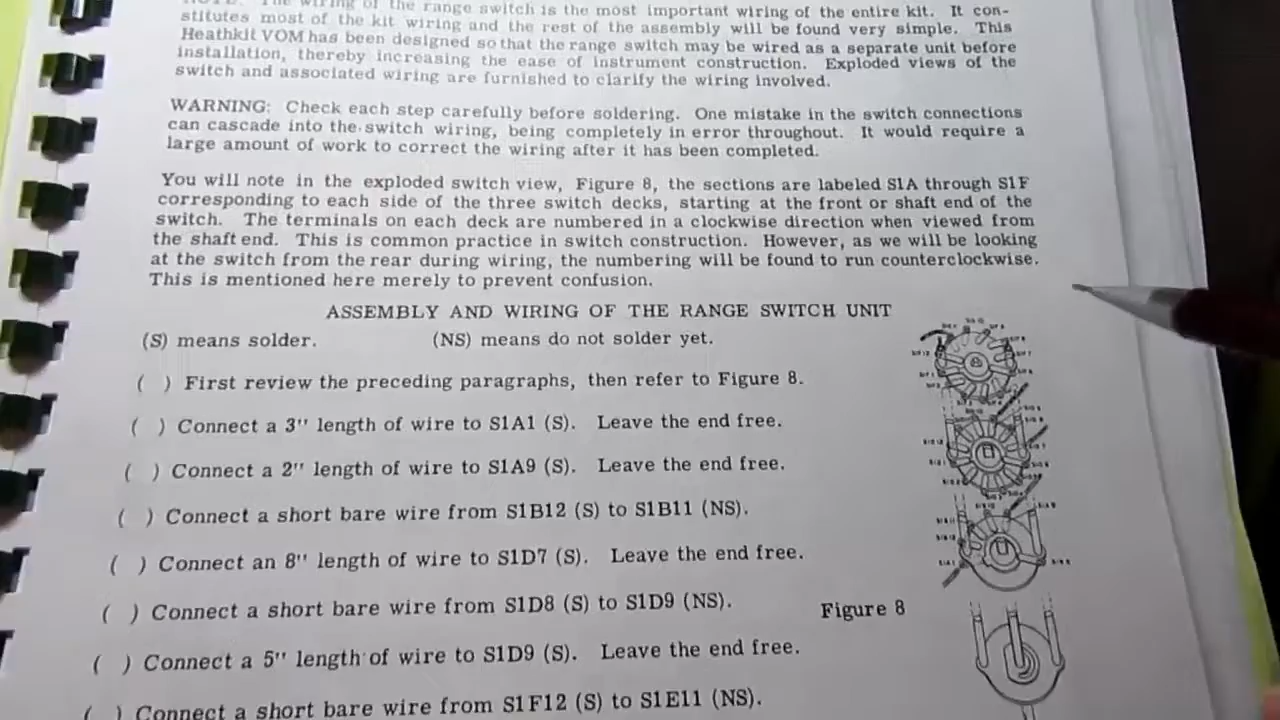 NOTE: The wiring of the range switch is the most important wiring of the entire kit. It con-
stitutes most of the kit wiring and the rest of the assembly will be found very simple. This
Heathkit VOM has been designed so that the range switch may be wired as a separate unit before
installation, thereby increasing the ease of instrument construction. Exploded views of the
switch and associated wiring are furnished to clarify the wiring involved.
WARNING: Check each step carefully before soldering. One mistake in the switch connections
can cascade into the switch wiring, being completely in error throughout. It would require a
large amount of work to correct the wiring after it has been completed.
You will note in the exploded switch view, Figure 8, the sections are labeled S1A through S1F
corresponding to each side of the three switch decks, starting at the front or shaft end of the
switch. The terminals on each deck are numbered in a clockwise direction when viewed from
the shaft end. This is common practice in switch construction. However, as we will be looking
at the switch from the rear during wiring, the numbering will be found to run counterclockwise.
This is mentioned here merely to prevent confusion.
ASSEMBLY AND WIRING OF THE RANGE SWITCH UNIT
(S) means solder. (NS) means do not solder yet.
( ) First review the preceding paragraphs, then refer to Figure 8.
( ) Connect a 3" length of wire to S1A1 (S). Leave the end free.
( ) Connect a 2" length of wire to S1A9 (S). Leave the end free.
( ) Connect a short bare wire from S1B12 (S) to S1B11 (NS).
( ) Connect an 8" length of wire to S1D7 (S). Leave the end free.
( ) Connect a short bare wire from S1D8 (S) to S1D9 (NS).
Figure 8
( ) Connect a 5" length of wire to S1D9 (S). Leave the end free.
( ) Connect a short bare wire from S1F12 (S) to S1E11 (NS).